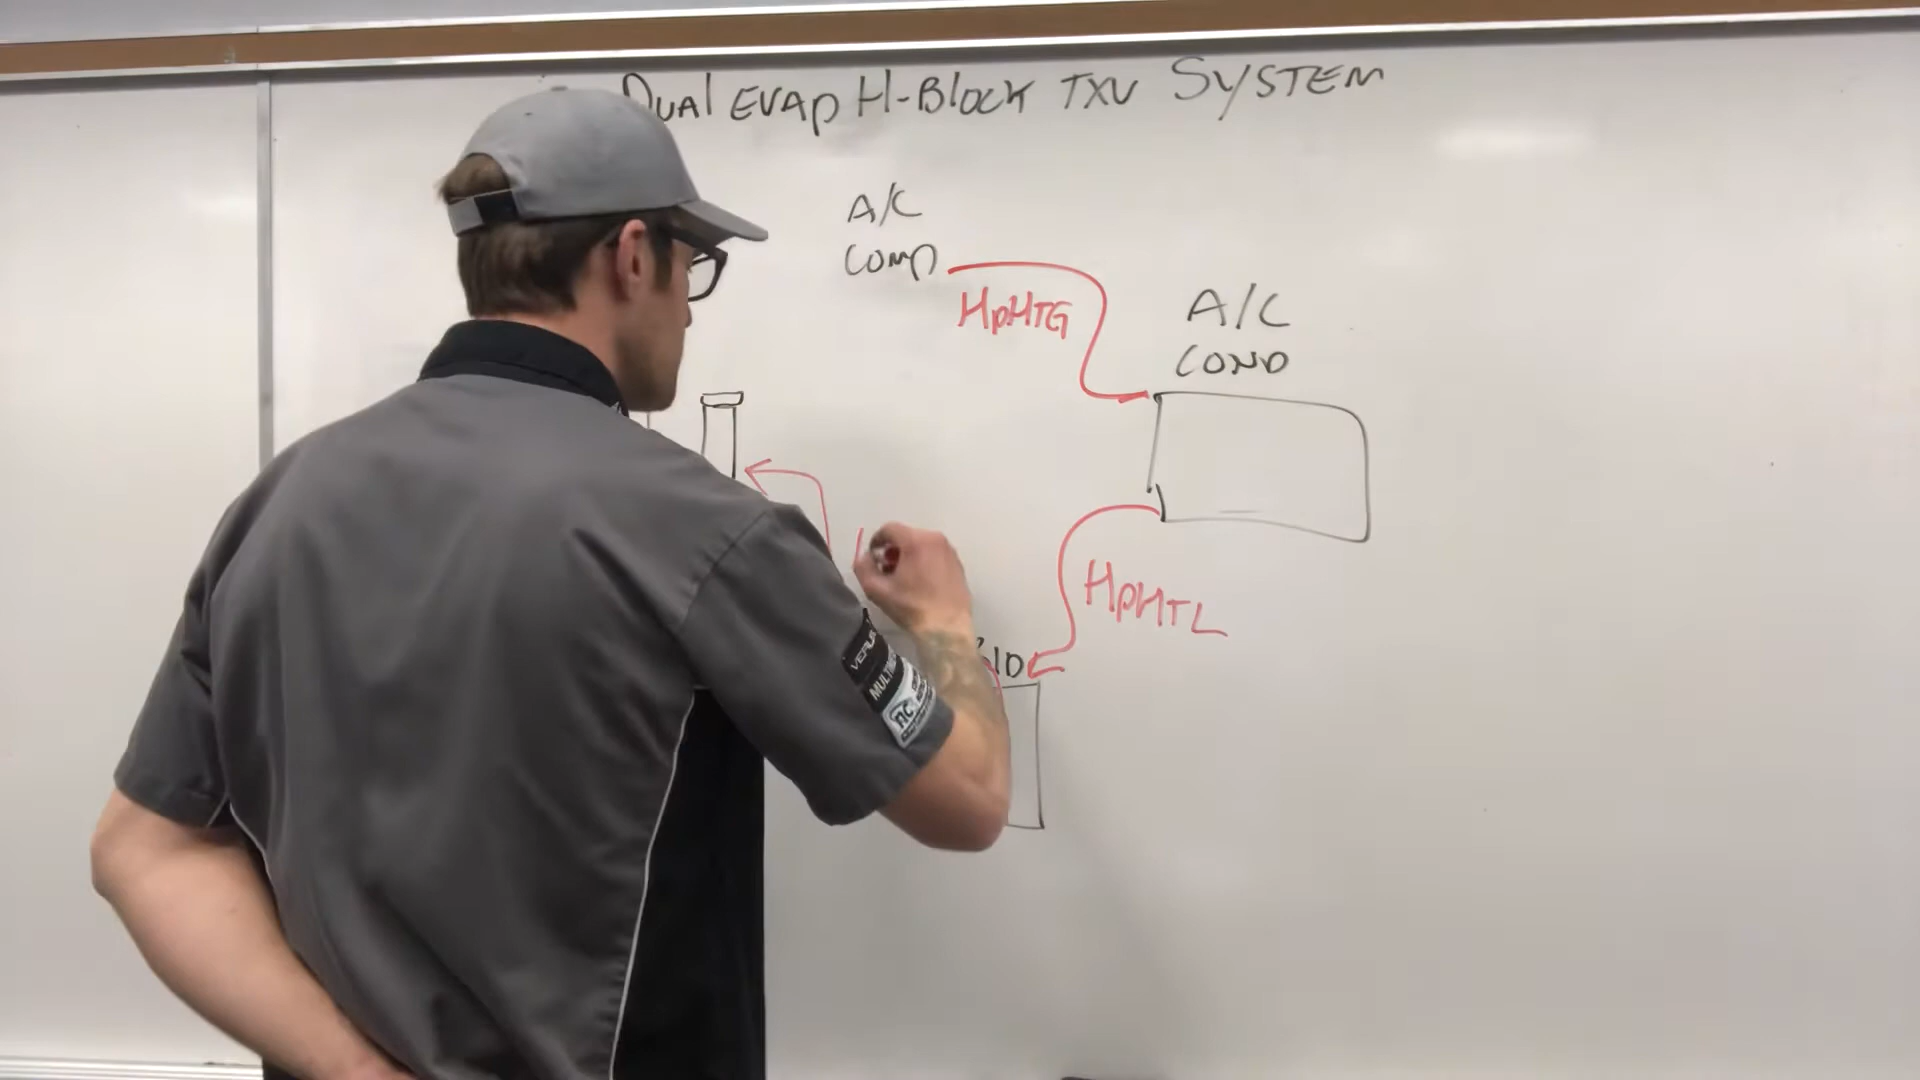 Dual Evap H-Block TXV System
A/C
Comp
HpHTG
A/C
COND
HpHTL